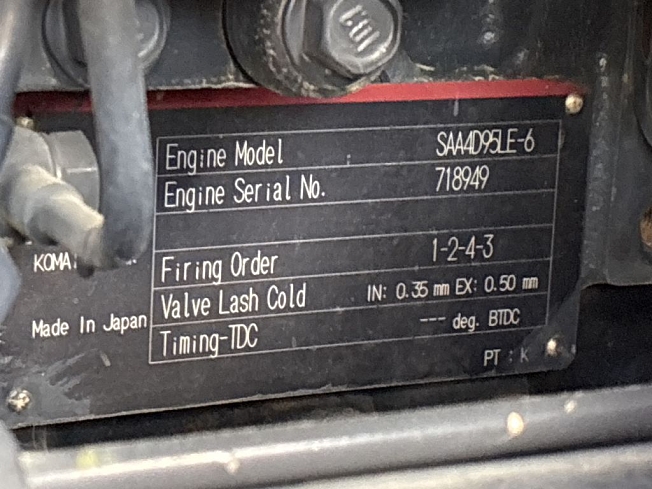 Engine Model SAA4D95LE-6
Engine Serial No. 718949
Firing Order 1-2-4-3
Valve Lash Cold IN: 0.35 mm EX: 0.50 mm
Timing-TDC --- deg. BTDC
KOMA
Made In Japan
PT : K